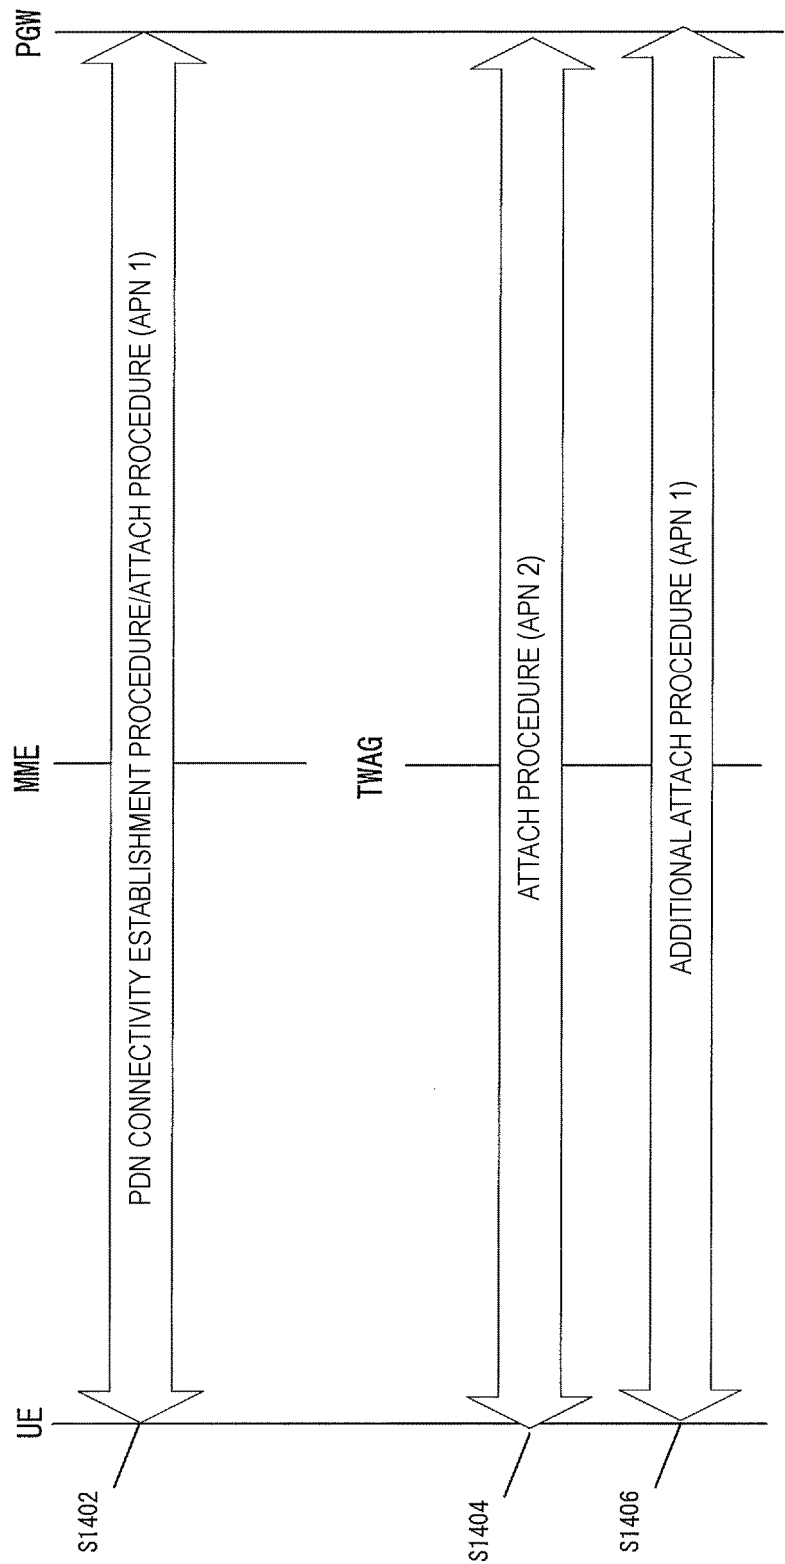 UE
MME
PGW
S1402
PDN CONNECTIVITY ESTABLISHMENT PROCEDURE/ATTACH PROCEDURE (APN 1)
TWAG
S1404
ATTACH PROCEDURE (APN 2)
S1406
ADDITIONAL ATTACH PROCEDURE (APN 1)